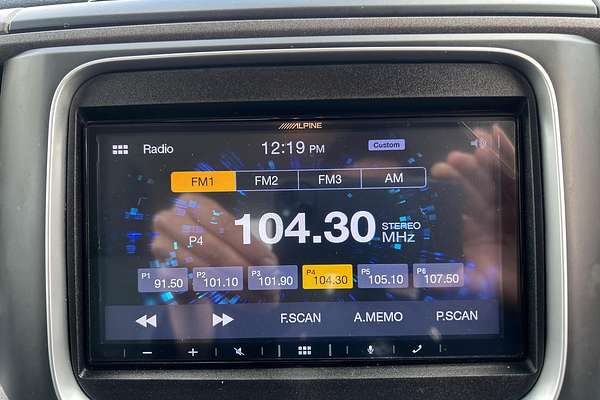 ALPINE
Radio 12:19 PM Custom
FM1 FM2 FM3 AM
P4 104.30 STEREO MHz
P1 91.50 P2 101.10 P3 101.90 P4 104.30 P5 105.10 P6 107.50
F.SCAN A.MEMO P.SCAN